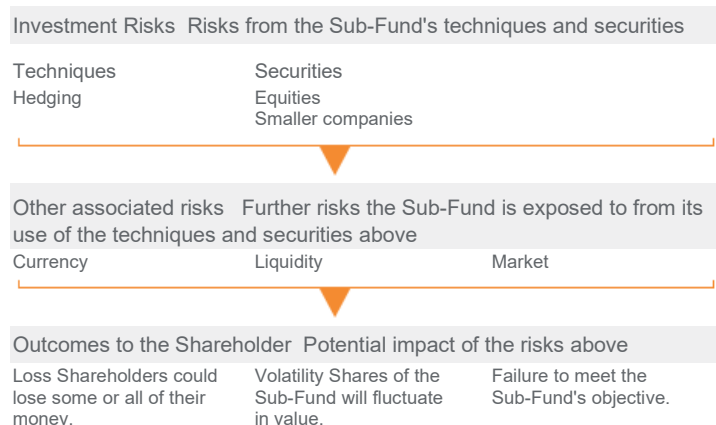 Investment Risks Risks from the Sub-Fund's techniques and securities
Techniques Securities
Hedging Equities
Smaller companies
Other associated risks Further risks the Sub-Fund is exposed to from its
use of the techniques and securities above
Currency Liquidity Market
Outcomes to the Shareholder Potential impact of the risks above
Loss Shareholders could Volatility Shares of the Failure to meet the
lose some or all of their Sub-Fund will fluctuate Sub-Fund's objective.
money. in value.